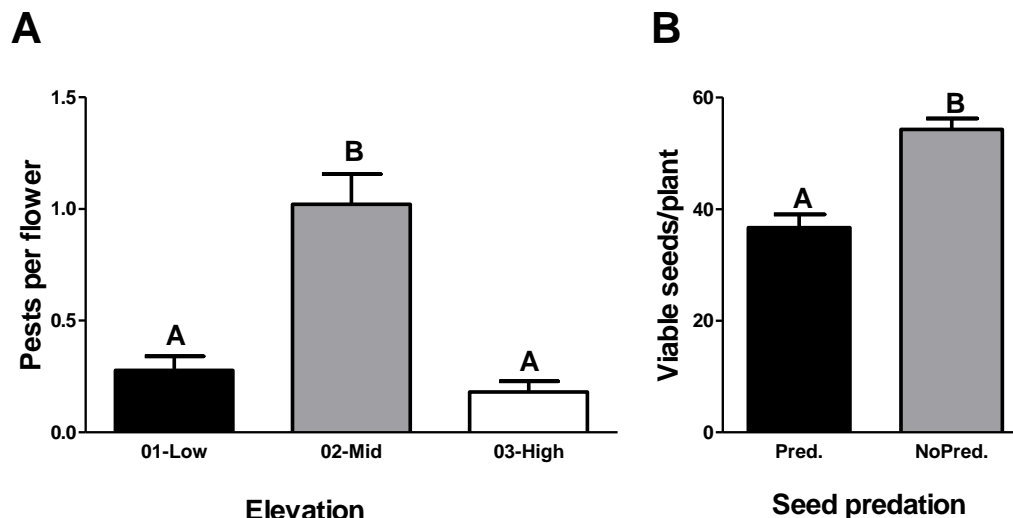 A
Pests per flower
1.5
1.0
0.5
0.0
A
B
A
01-Low
02-Mid
03-High
Elevation
B
Viable seeds/plant
60
40
20
0
A
B
Pred.
NoPred.
Seed predation